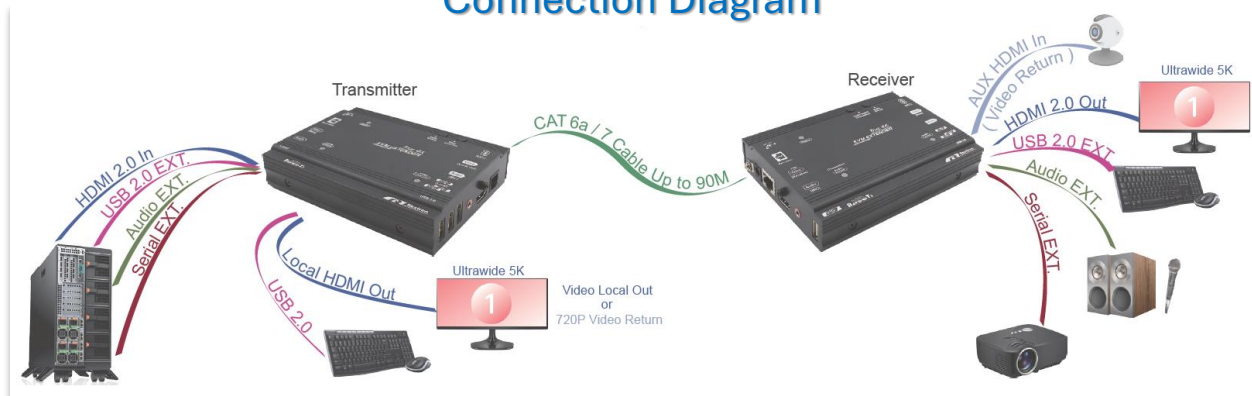 Connection Diagram
Transmitter
Receiver
HDMI 2.0 In
USB 2.0 EXT.
Audio EXT.
Serial EXT.
CAT 6a / 7 Cable Up to 90M
AUX HDMI In
( Video Return )
HDMI 2.0 Out
USB 2.0 EXT.
Audio EXT.
Serial EXT.
Ultrawide 5K
1
Local HDMI Out
USB 2.0
Ultrawide 5K
1
Video Local Out
or
720P Video Return